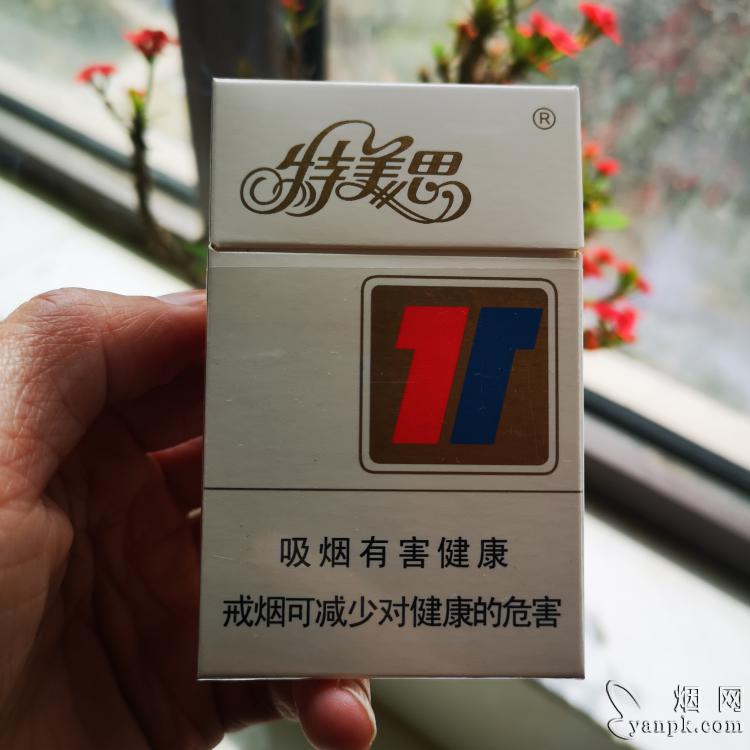 特美思
®
吸烟有害健康
戒烟可减少对健康的危害
烟网
yanpk.com